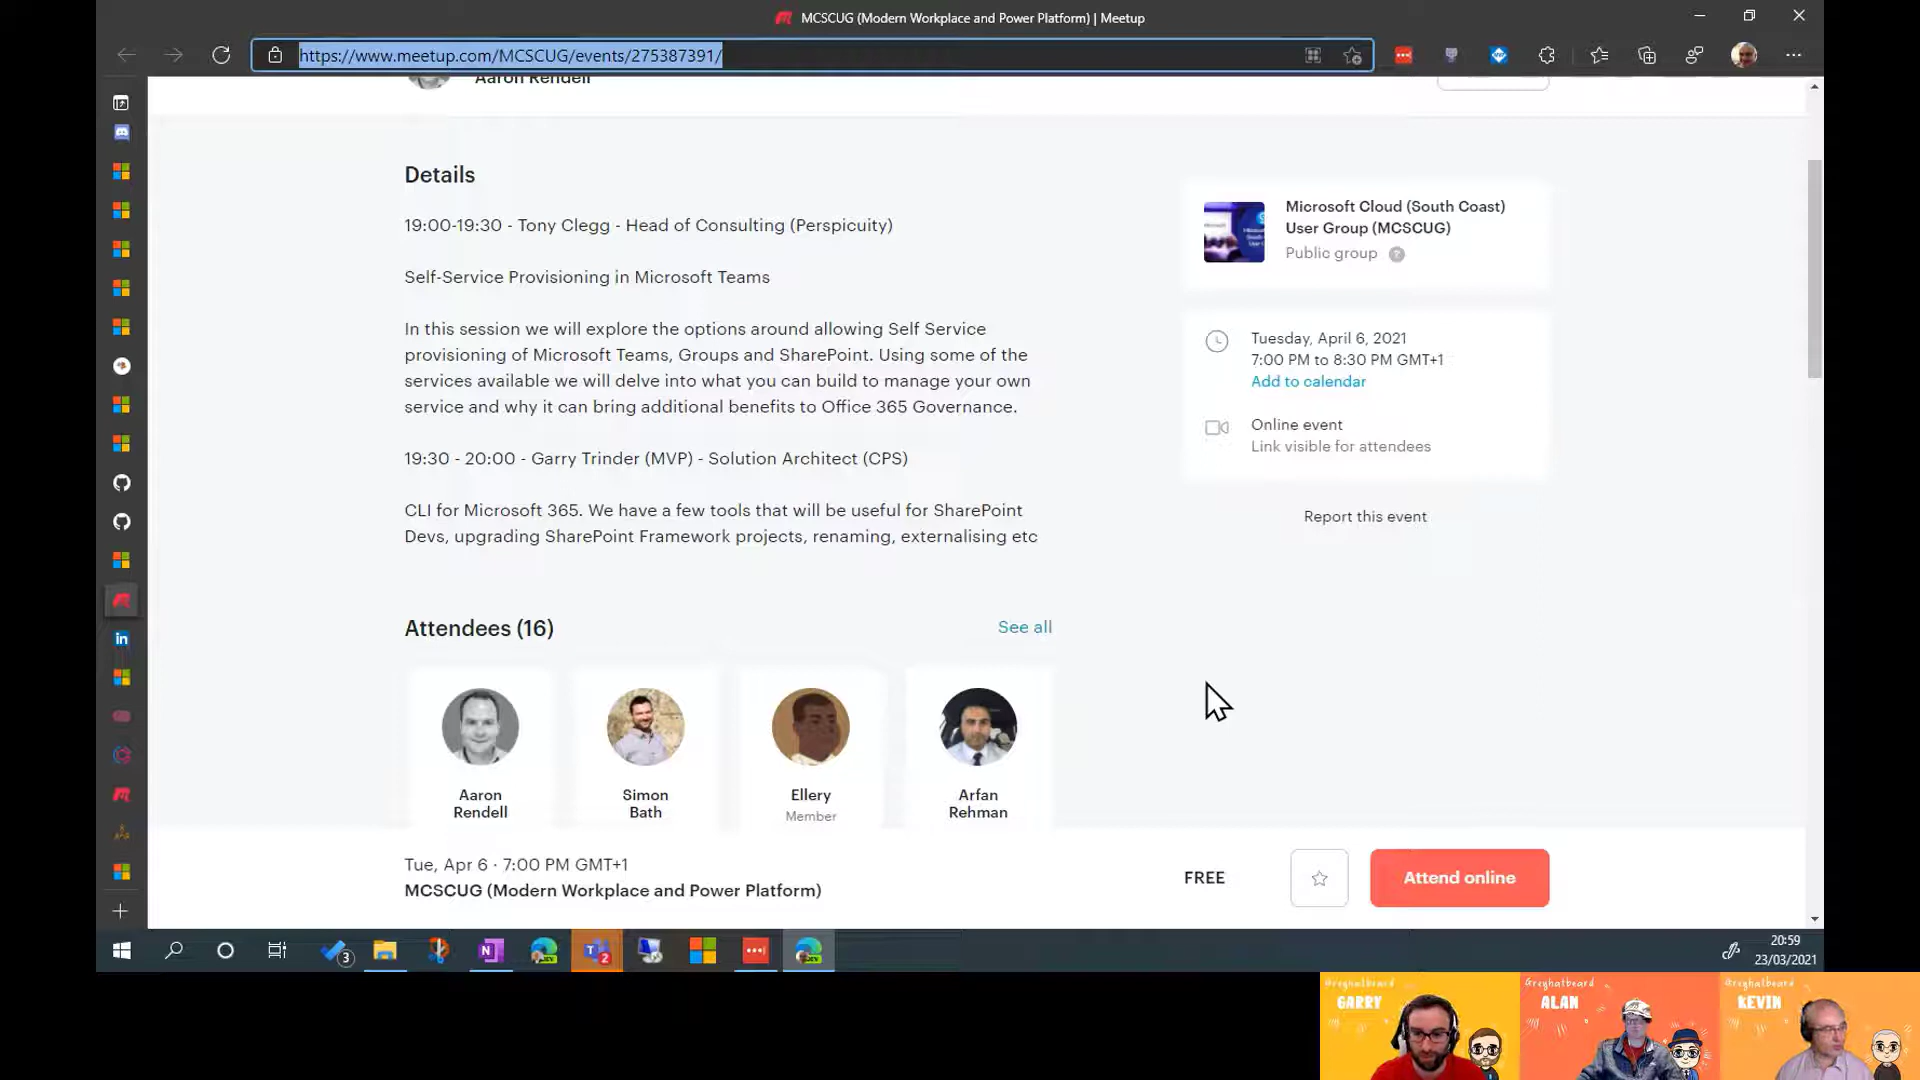 MCSCUG (Modern Workplace and Power Platform) | Meetup
https://www.meetup.com/MCSCUG/events/275387391/
Aaron Rendell
Details
19:00-19:30 - Tony Clegg - Head of Consulting (Perspicuity)
Self-Service Provisioning in Microsoft Teams
In this session we will explore the options around allowing Self Service
provisioning of Microsoft Teams, Groups and SharePoint. Using some of the
services available we will delve into what you can build to manage your own
service and why it can bring additional benefits to Office 365 Governance.
19:30 - 20:00 - Garry Trinder (MVP) - Solution Architect (CPS)
CLI for Microsoft 365. We have a few tools that will be useful for SharePoint
Devs, upgrading SharePoint Framework projects, renaming, externalising etc
Microsoft Cloud (South Coast)
User Group (MCSCUG)
Public group
Tuesday, April 6, 2021
7:00 PM to 8:30 PM GMT+1
Add to calendar
Online event
Link visible for attendees
Report this event
Attendees (16)
See all
Aaron
Rendell
Simon
Bath
Ellery
Member
Arfan
Rehman
Tue, Apr 6 · 7:00 PM GMT+1
MCSCUG (Modern Workplace and Power Platform)
FREE
Attend online
3
2
20:59
23/03/2021
GARRY
Greyhatbeard
ALAN
KEVIN